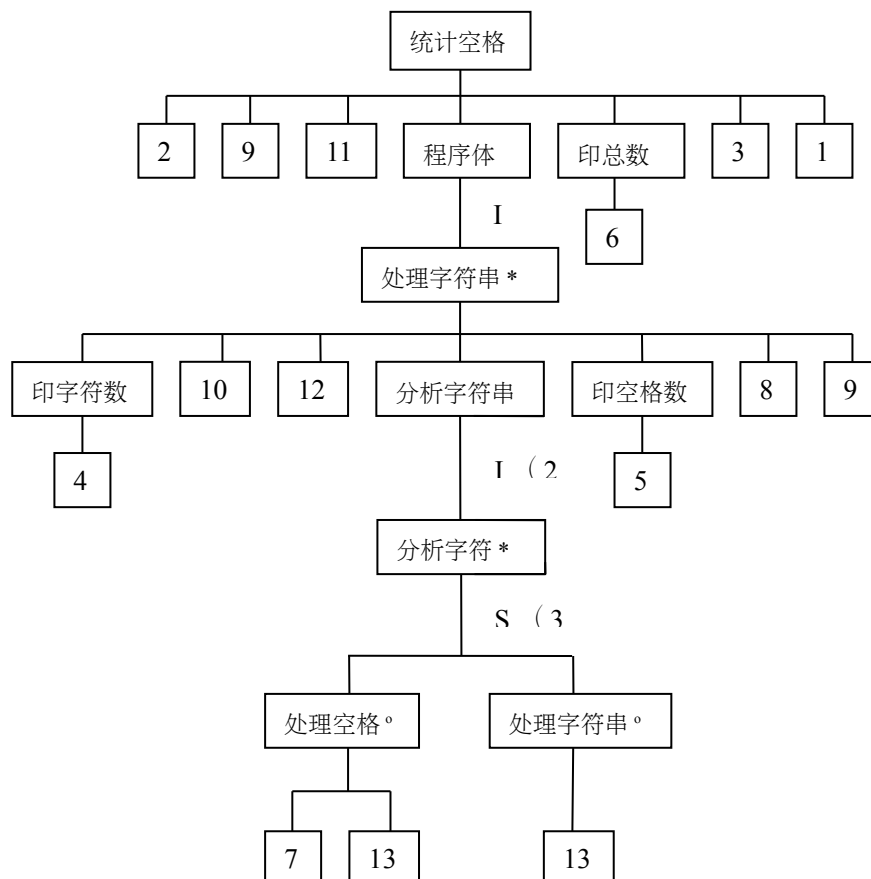 统计空格
2 9 11 程序体 印总数 3 1
I
6
处理字符串 *
印字符数 10 12 分析字符串 印空格数 8 9
4 I（2 5
分析字符 *
S（3
处理空格 o 处理字符串 o
7 13 13